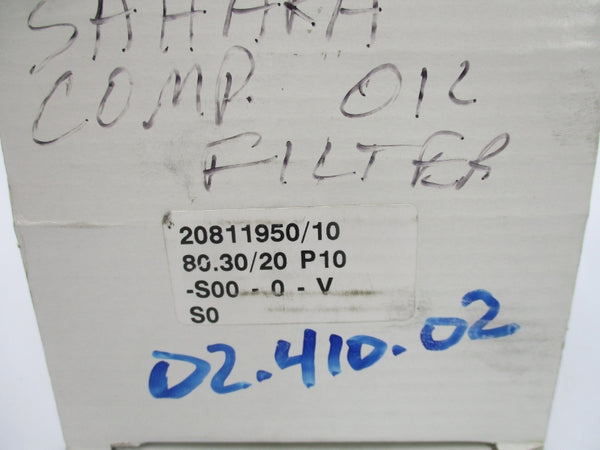 SAHARA
COMP. OIL
FILTER
20811950/10
80.30/20 P10
-S00 - 0 - V
S0
02.410.02